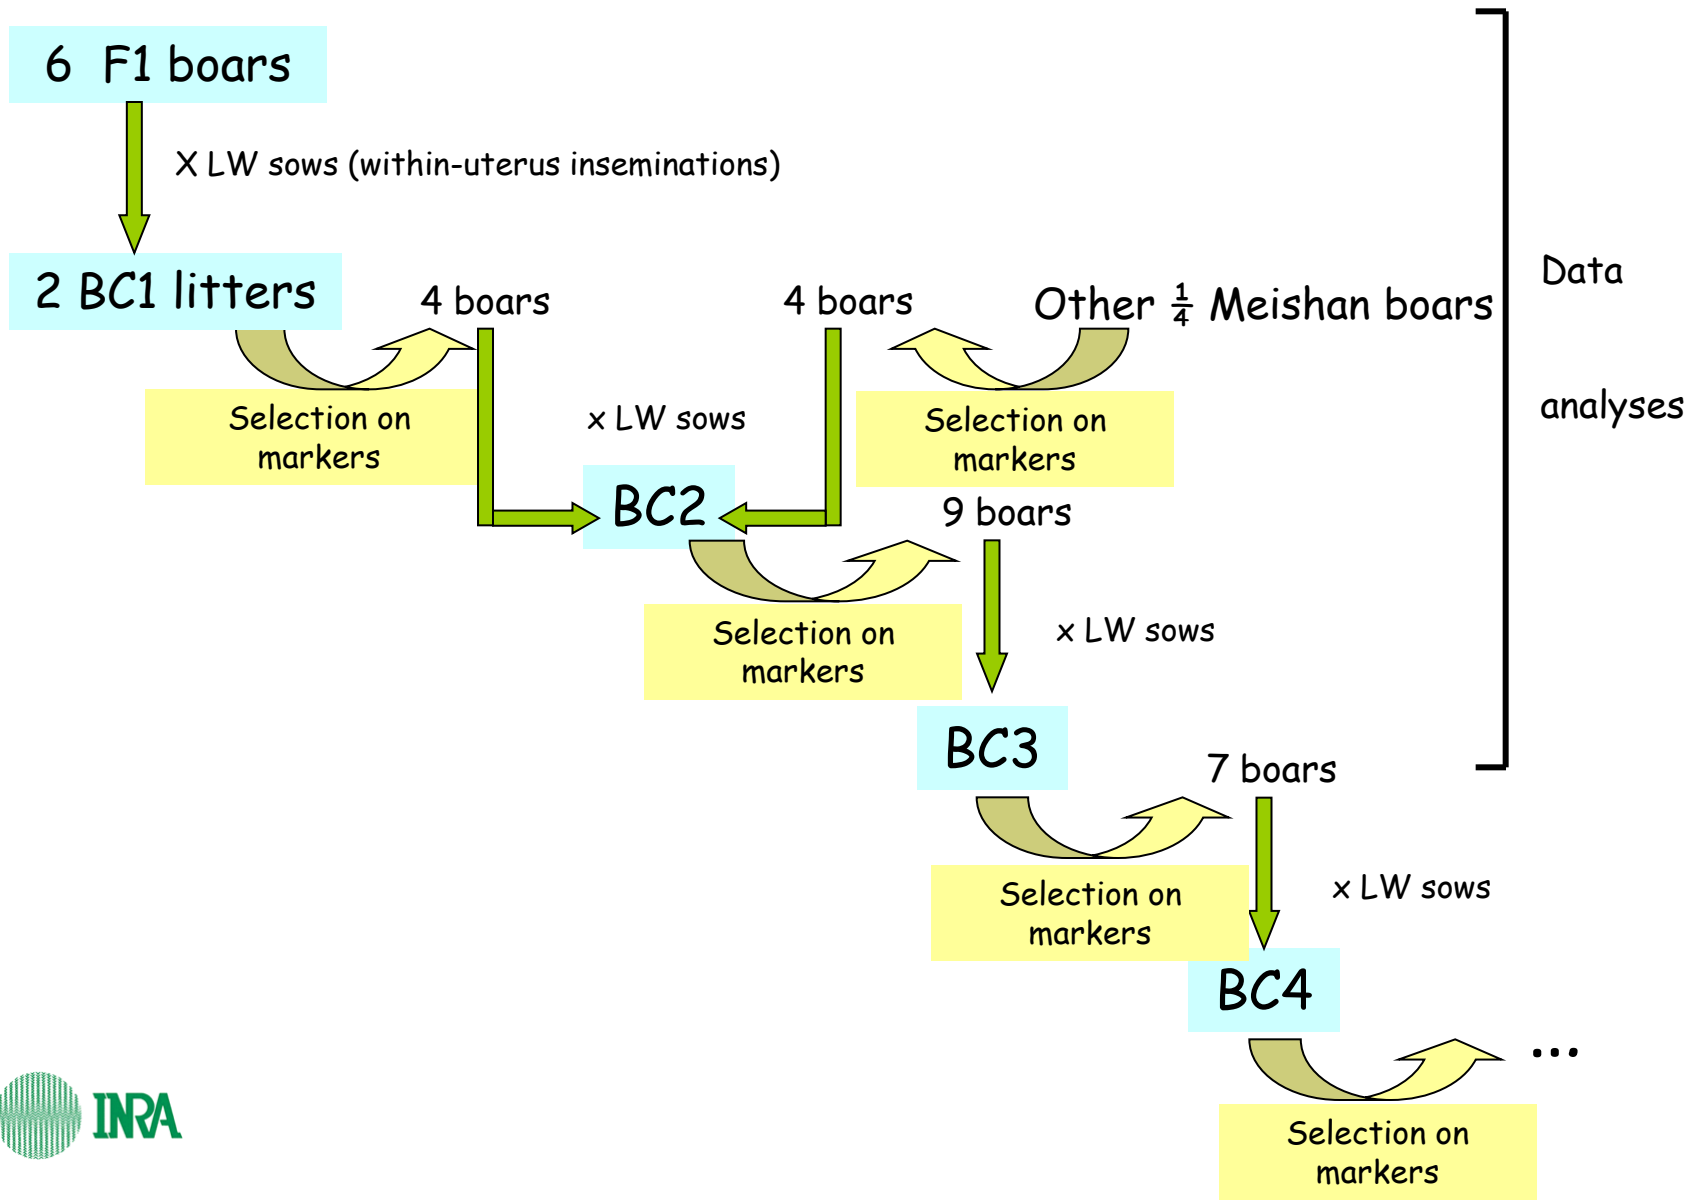 6 F1 boars
X LW sows (within-uterus inseminations)
2 BC1 litters
4 boars
4 boars
Other ¼ Meishan boars
Data
analyses
Selection on
markers
x LW sows
Selection on
markers
BC2
9 boars
Selection on
markers
x LW sows
BC3
7 boars
Selection on
markers
x LW sows
BC4
...
INRA
Selection on
markers